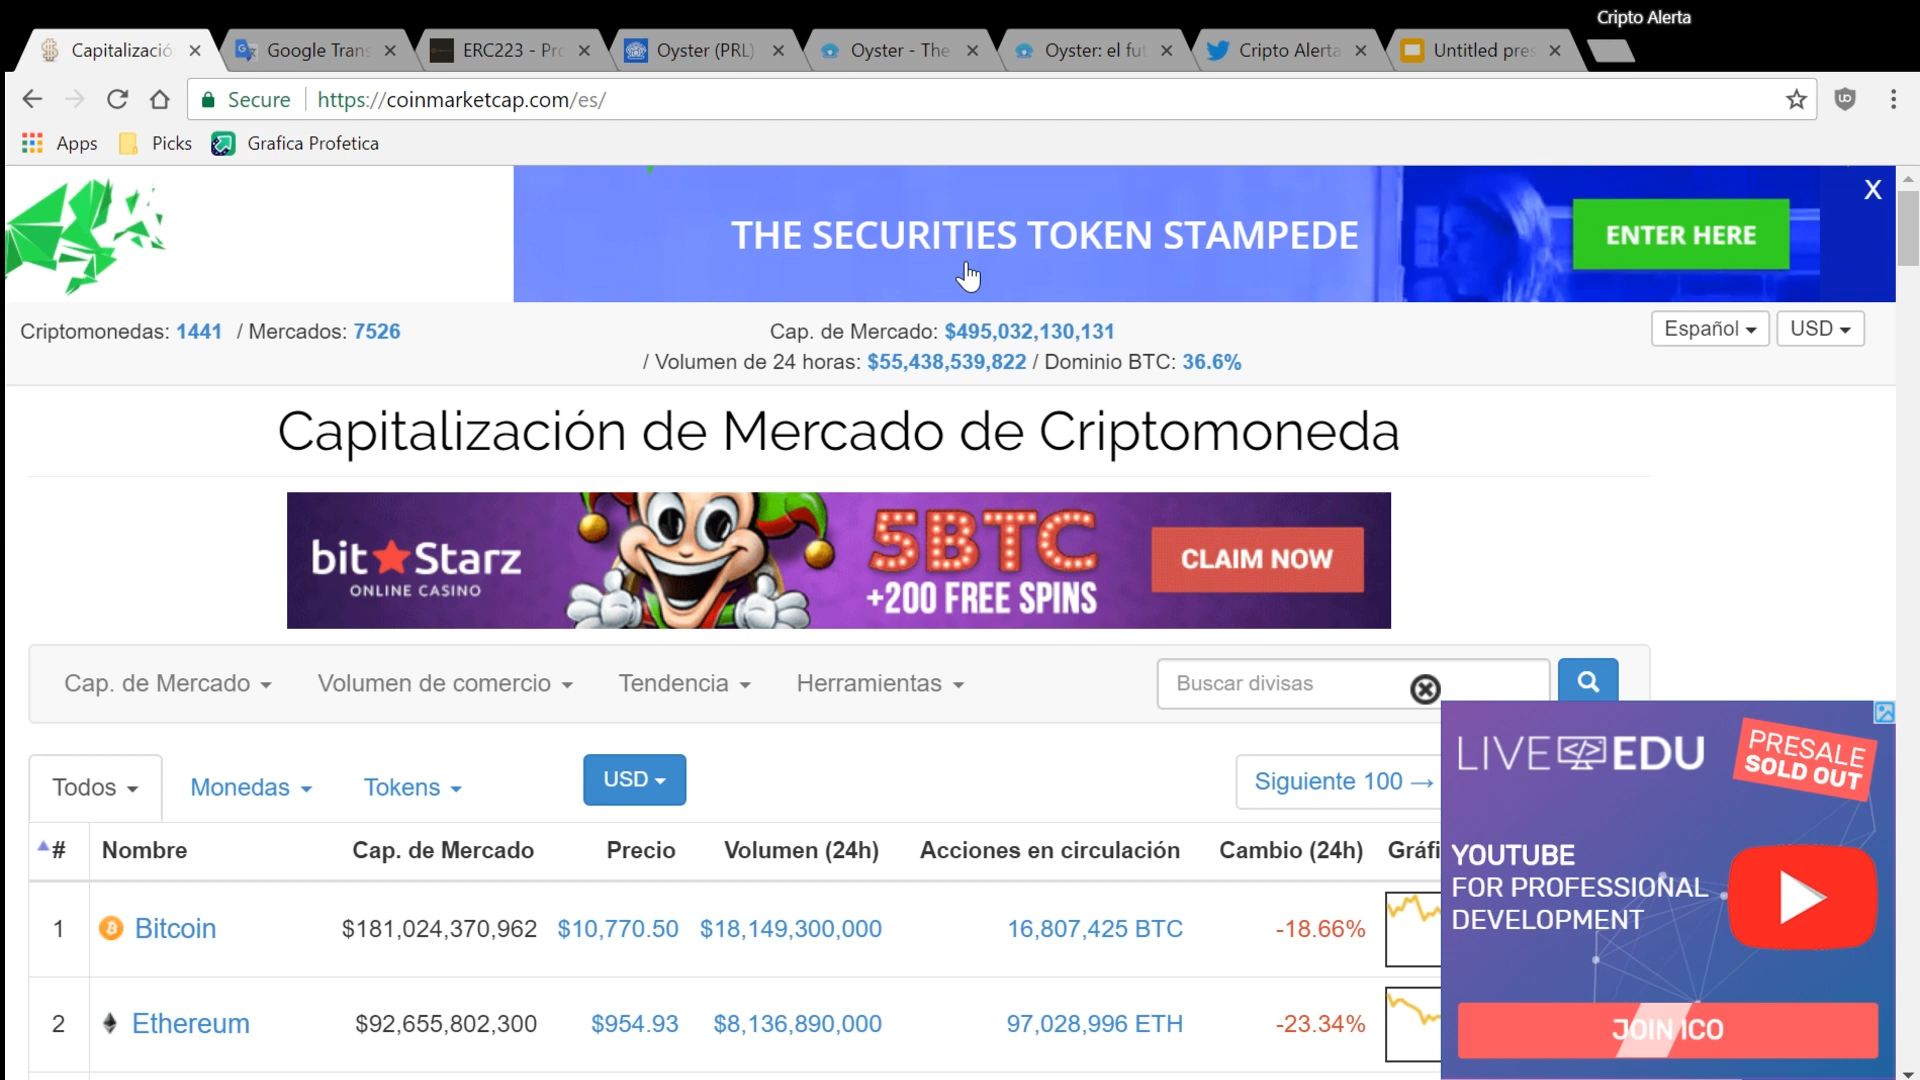 Cripto Alerta
Capitalizació
Google Trans
ERC223 - Pro
Oyster (PRL)
Oyster - The
Oyster: el fut
Cripto Alerta
Untitled pres
Secure
https://coinmarketcap.com/es/
Apps
Picks
Grafica Profetica
THE SECURITIES TOKEN STAMPEDE
ENTER HERE
X
Criptomonedas: 1441 / Mercados: 7526
Cap. de Mercado: $495,032,130,131
/ Volumen de 24 horas: $55,438,539,822 / Dominio BTC: 36.6%
Español
USD
Capitalización de Mercado de Criptomoneda
bit Starz
ONLINE CASINO
5BTC
+200 FREE SPINS
CLAIM NOW
Cap. de Mercado
Volumen de comercio
Tendencia
Herramientas
Buscar divisas
Todos
Monedas
Tokens
USD
Siguiente 100 →
# Nombre Cap. de Mercado Precio Volumen (24h) Acciones en circulación Cambio (24h) Gráfi
1 Bitcoin $181,024,370,962 $10,770.50 $18,149,300,000 16,807,425 BTC -18.66%
2 Ethereum $92,655,802,300 $954.93 $8,136,890,000 97,028,996 ETH -23.34%
LIVE </> EDU
PRESALE
SOLD OUT
YOUTUBE
FOR PROFESSIONAL
DEVELOPMENT
JOIN ICO